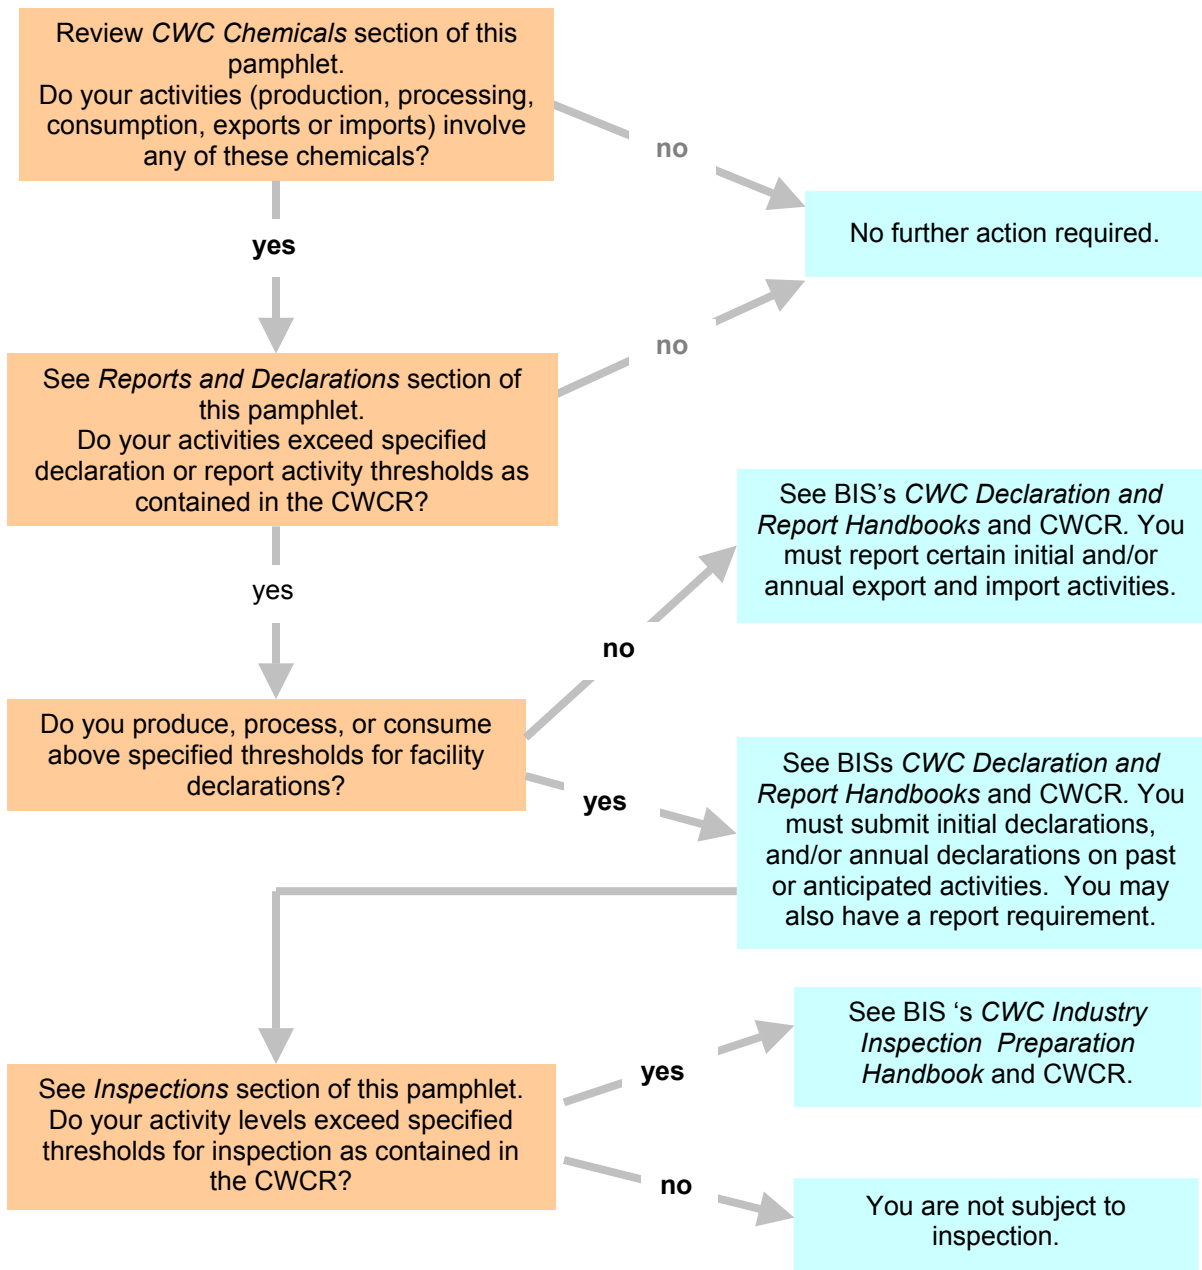 Review CWC Chemicals section of this
pamphlet.
Do your activities (production, processing,
consumption, exports or imports) involve
any of these chemicals?
no
No further action required.
yes
no
See Reports and Declarations section of
this pamphlet.
Do your activities exceed specified
declaration or report activity thresholds as
contained in the CWCR?
See BIS's CWC Declaration and
Report Handbooks and CWCR. You
must report certain initial and/or
annual export and import activities.
yes
no
Do you produce, process, or consume
above specified thresholds for facility
declarations?
yes
See BISs CWC Declaration and
Report Handbooks and CWCR. You
must submit initial declarations,
and/or annual declarations on past
or anticipated activities. You may
also have a report requirement.
See BIS ‘s CWC Industry
Inspection Preparation
Handbook and CWCR.
yes
See Inspections section of this pamphlet.
Do your activity levels exceed specified
thresholds for inspection as contained in
the CWCR?
no
You are not subject to
inspection.